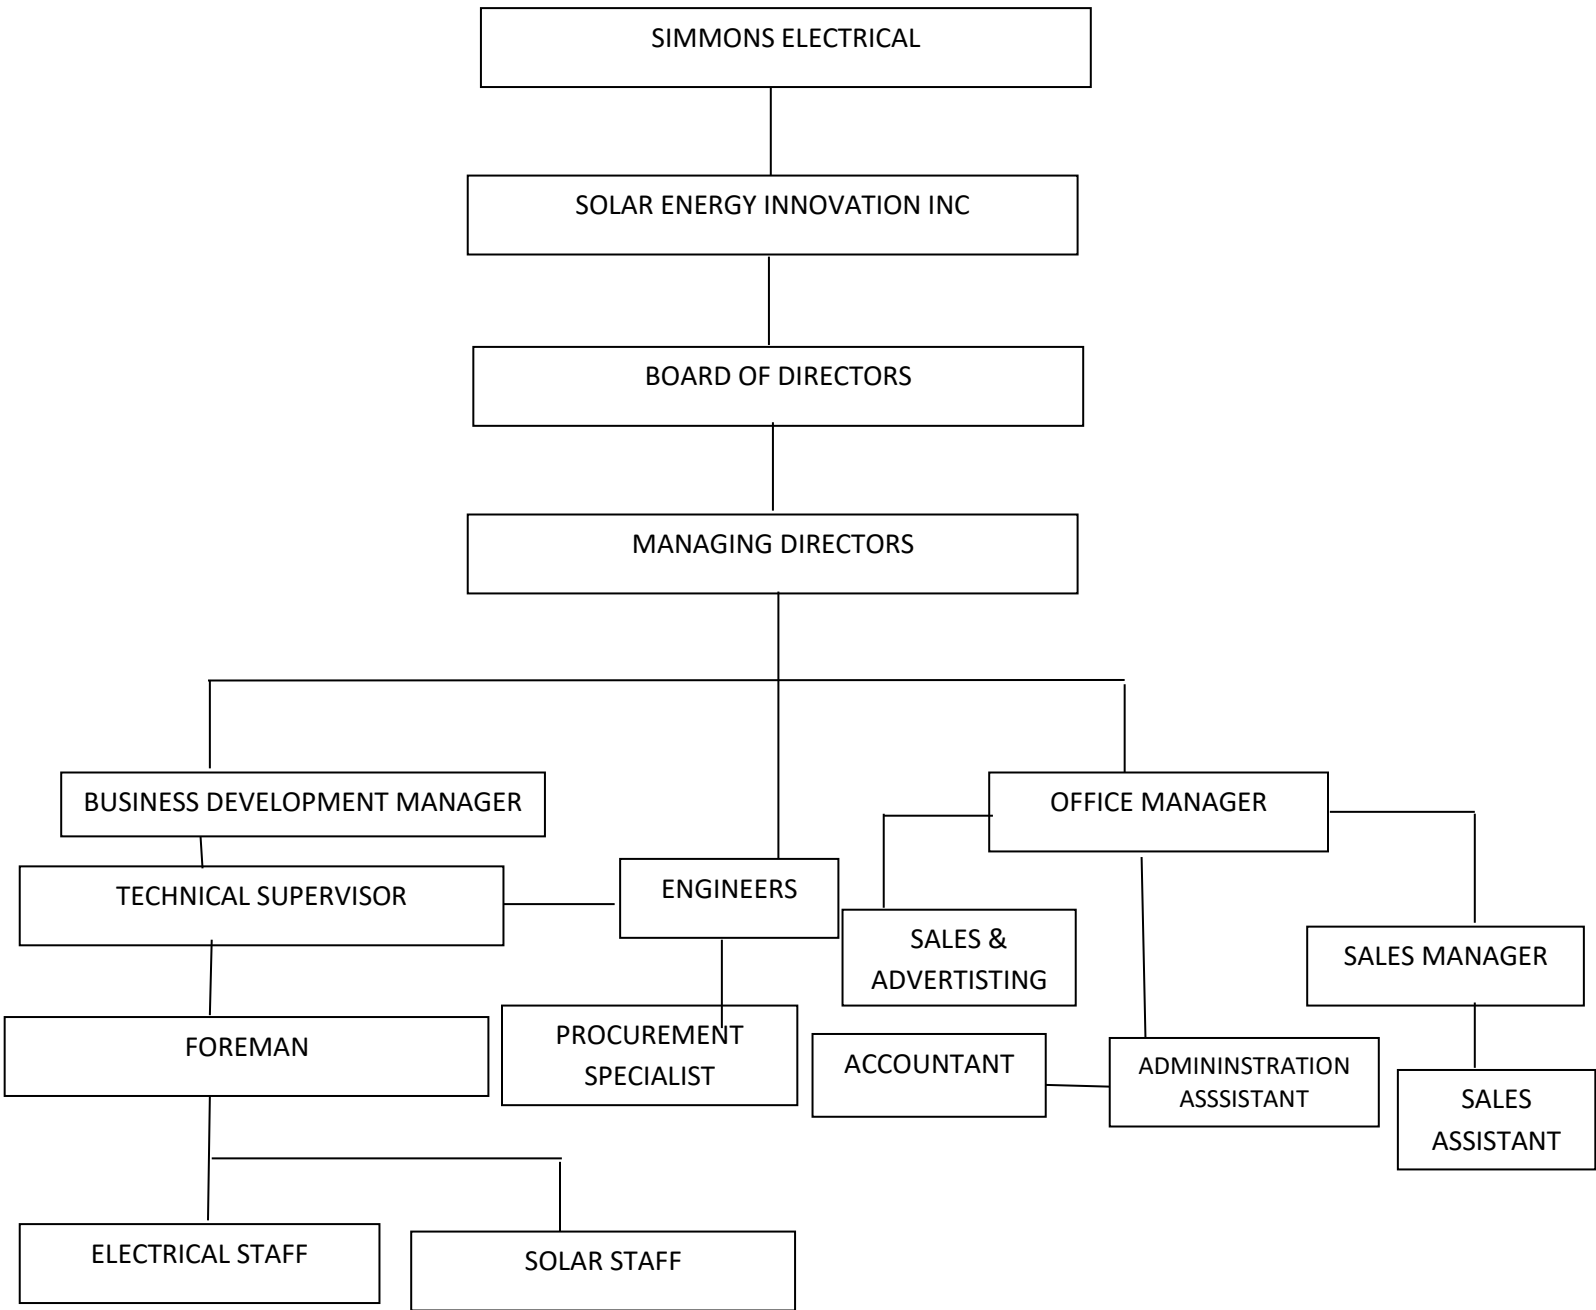 SIMMONS ELECTRICAL
SOLAR ENERGY INNOVATION INC
BOARD OF DIRECTORS
MANAGING DIRECTORS
BUSINESS DEVELOPMENT MANAGER
OFFICE MANAGER
TECHNICAL SUPERVISOR
ENGINEERS
SALES &
ADVERTISTING
SALES MANAGER
FOREMAN
PROCUREMENT
SPECIALIST
ACCOUNTANT
ADMININSTRATION
ASSSISTANT
SALES
ASSISTANT
ELECTRICAL STAFF
SOLAR STAFF